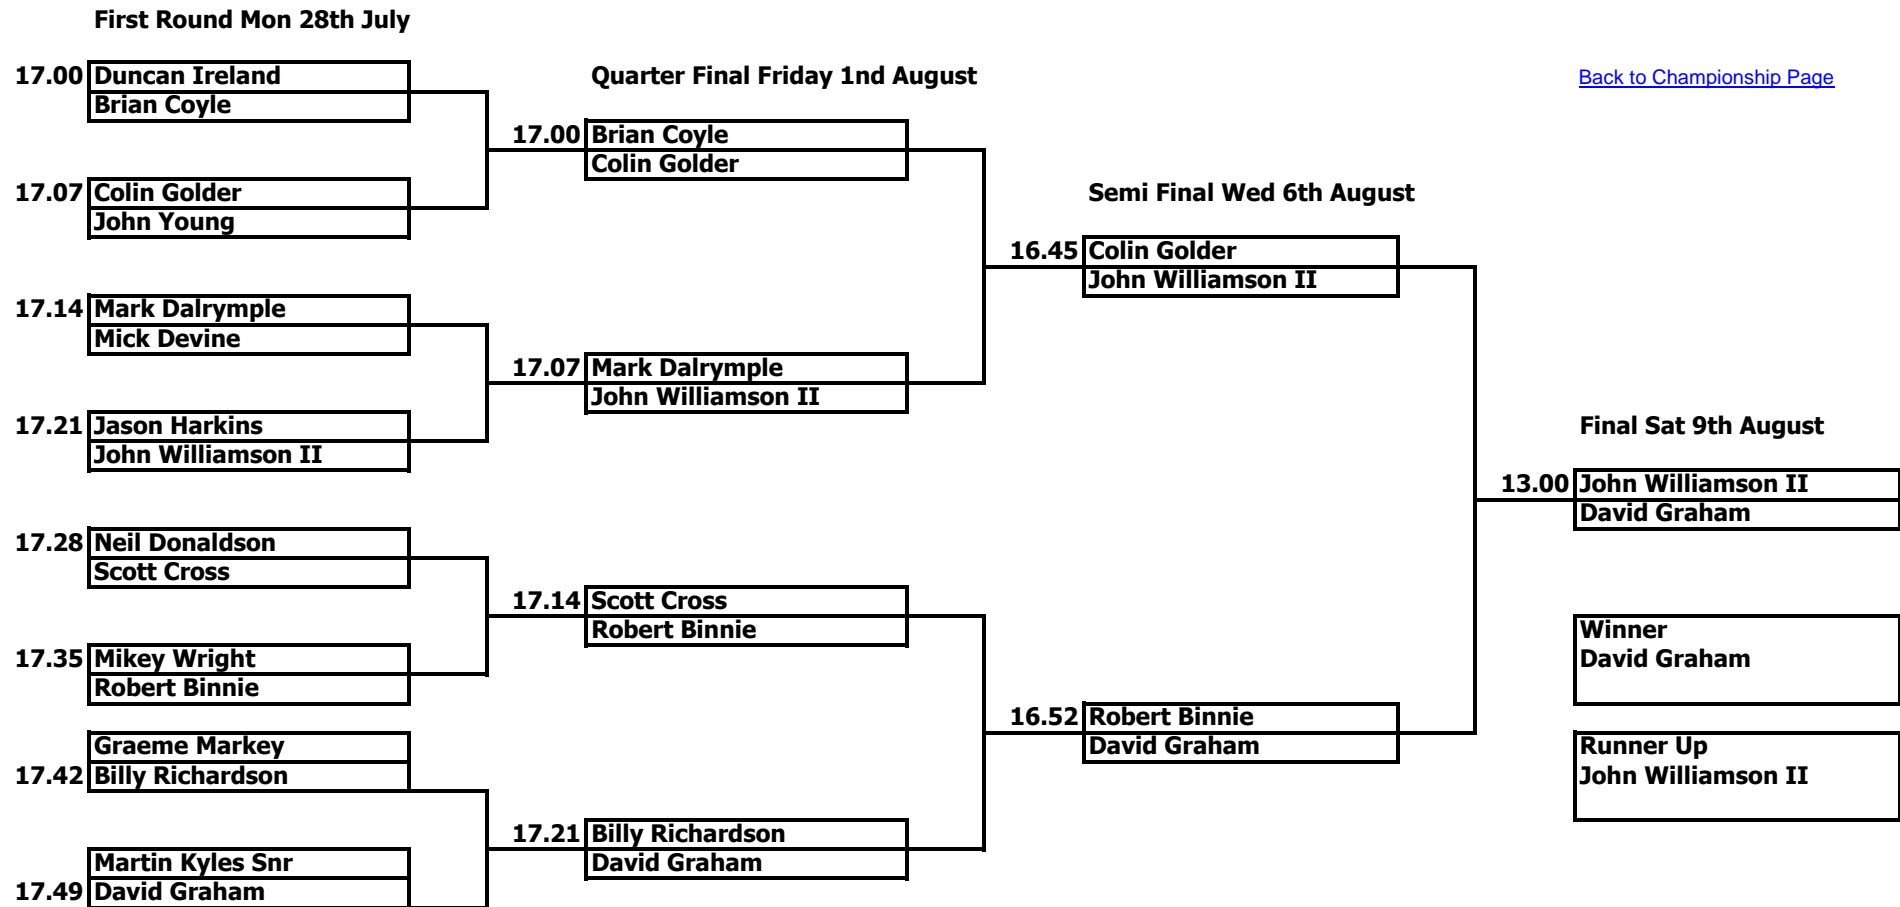 First Round Mon 28th July
17.00 Duncan Ireland
Brian Coyle
17.07 Colin Golder
John Young
17.14 Mark Dalrymple
Mick Devine
17.21 Jason Harkins
John Williamson II
17.28 Neil Donaldson
Scott Cross
17.35 Mikey Wright
Robert Binnie
Graeme Markey
17.42 Billy Richardson
Martin Kyles Snr
17.49 David Graham
Quarter Final Friday 1nd August
17.00 Brian Coyle
Colin Golder
17.07 Mark Dalrymple
John Williamson II
17.14 Scott Cross
Robert Binnie
17.21 Billy Richardson
David Graham
Semi Final Wed 6th August
16.45 Colin Golder
John Williamson II
16.52 Robert Binnie
David Graham
Back to Championship Page
Final Sat 9th August
13.00 John Williamson II
David Graham
Winner
David Graham
Runner Up
John Williamson II